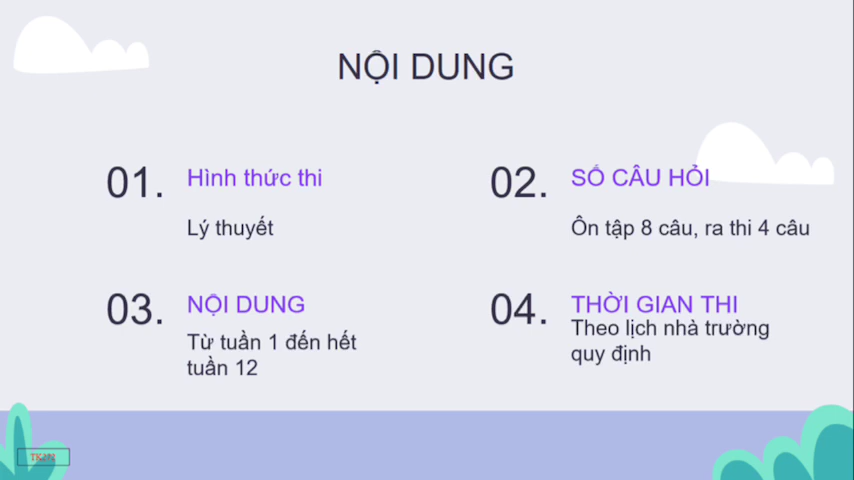 NỘI DUNG
01.
Hình thức thi
Lý thuyết
02.
SỐ CÂU HỎI
Ôn tập 8 câu, ra thi 4 câu
03.
NỘI DUNG
Từ tuần 1 đến hết
tuần 12
04.
THỜI GIAN THI
Theo lịch nhà trường
quy định